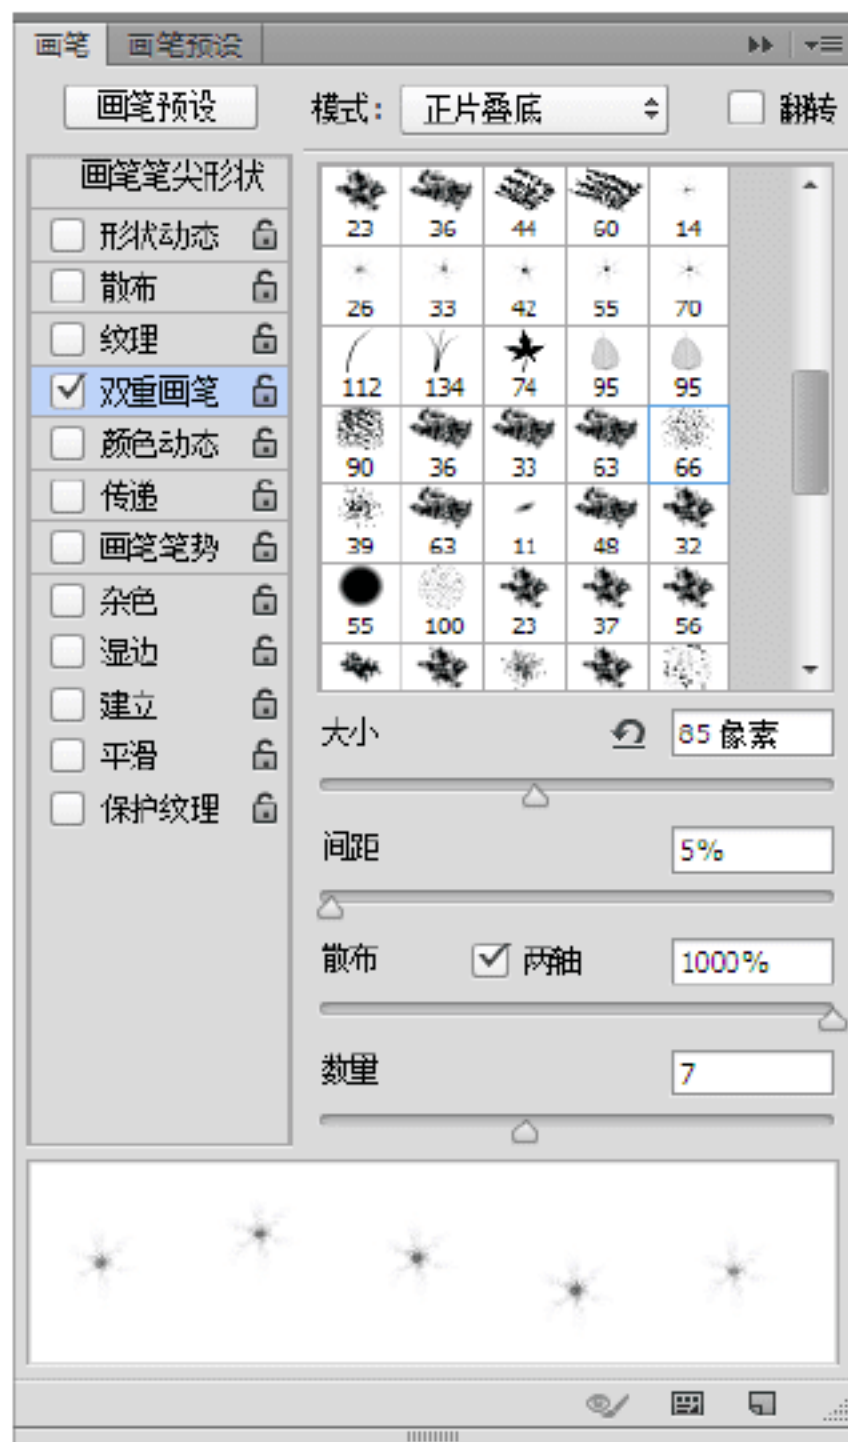 画笔 画笔预设
画笔预设 模式： 正片叠底 翻转
画笔笔尖形状
形状动态
散布
纹理
双重画笔
颜色动态
传递
画笔笔势
杂色
湿边
建立
平滑
保护纹理
23 36 44 60 14
26 33 42 55 70
112 134 74 95 95
90 36 33 63 66
39 63 11 48 32
55 100 23 37 56
大小 85 像素
间距 5%
散布 两轴 1000%
数量 7